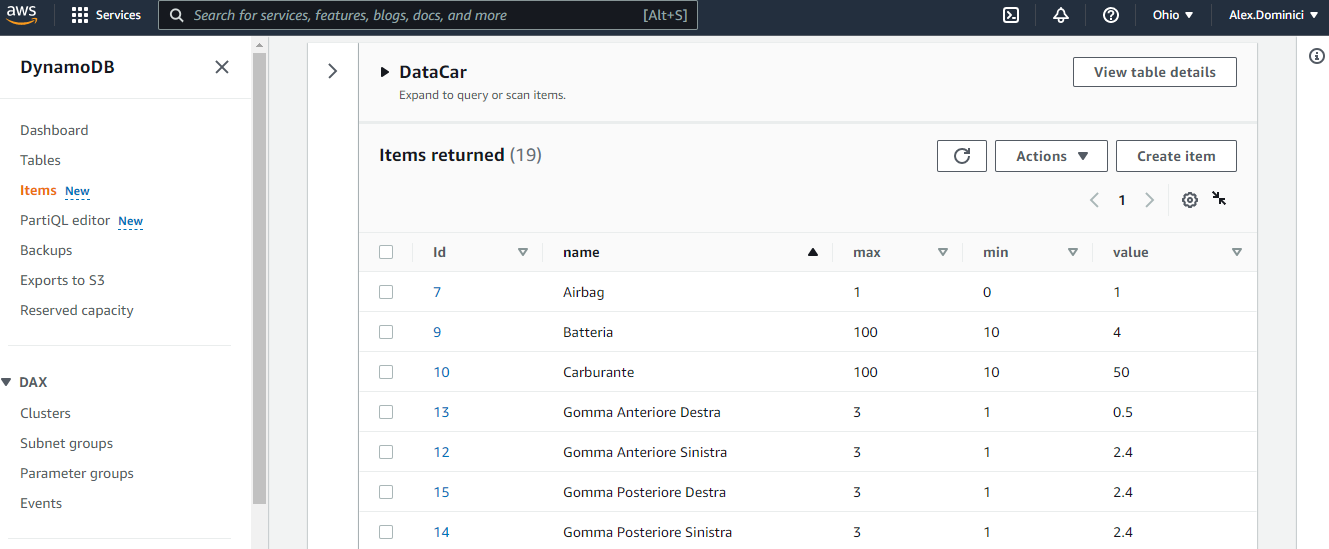 aws Services Search for services, features, blogs, docs, and more [Alt+S] Ohio Alex.Dominici
DynamoDB
Dashboard
Tables
Items New
PartiQL editor New
Backups
Exports to S3
Reserved capacity
DAX
Clusters
Subnet groups
Parameter groups
Events
DataCar View table details
Expand to query or scan items.
Items returned (19) Actions Create item
1
Id name max min value
7 Airbag 1 0 1
9 Batteria 100 10 4
10 Carburante 100 10 50
13 Gomma Anteriore Destra 3 1 0.5
12 Gomma Anteriore Sinistra 3 1 2.4
15 Gomma Posteriore Destra 3 1 2.4
14 Gomma Posteriore Sinistra 3 1 2.4